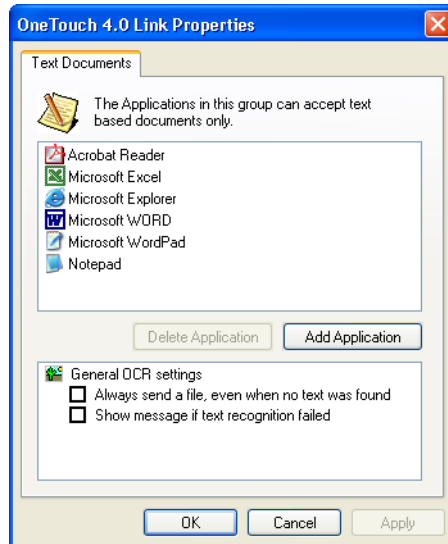 OneTouch 4.0 Link Properties
Text Documents
The Applications in this group can accept text
based documents only.
Acrobat Reader
Microsoft Excel
Microsoft Explorer
Microsoft WORD
Microsoft WordPad
Notepad
Delete Application Add Application
General OCR settings
Always send a file, even when no text was found
Show message if text recognition failed
OK Cancel Apply